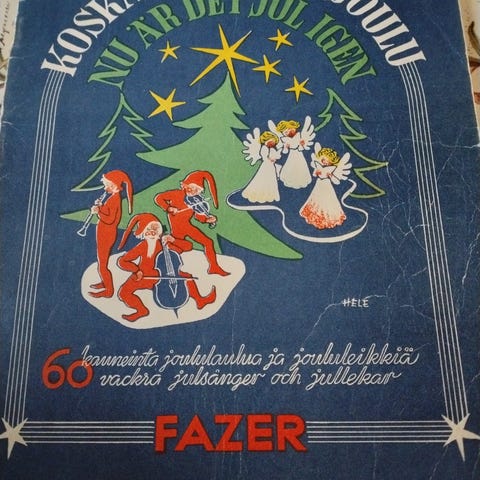 JOULU
NU ÄR DET JUL IGEN
HELE
60 kauneinta joululaulua ja joululeikkiä
vackra julsånger och jullekar
FAZER